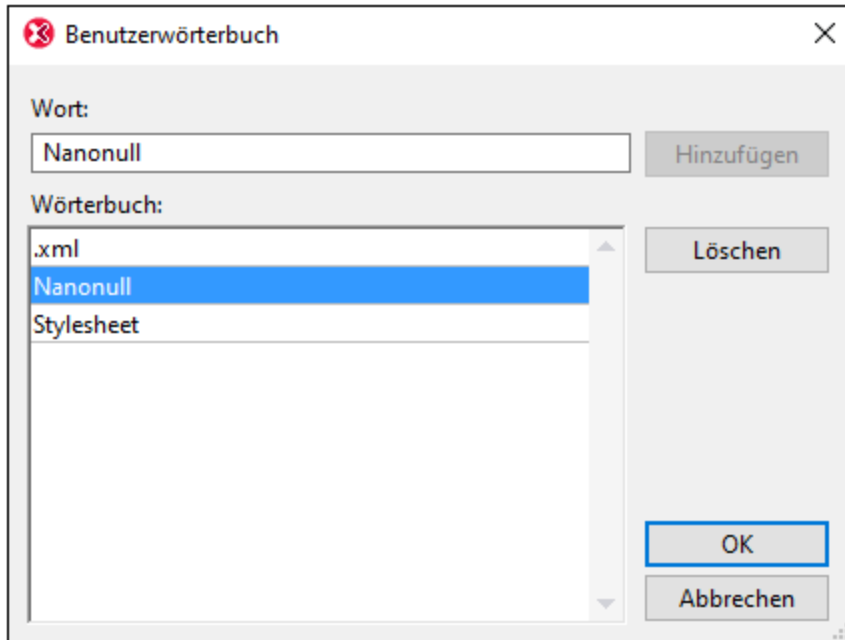 Benutzerwörterbuch
Wort:
Nanonull
Hinzufügen
Wörterbuch:
.xml
Löschen
Nanonull
Stylesheet
OK
Abbrechen